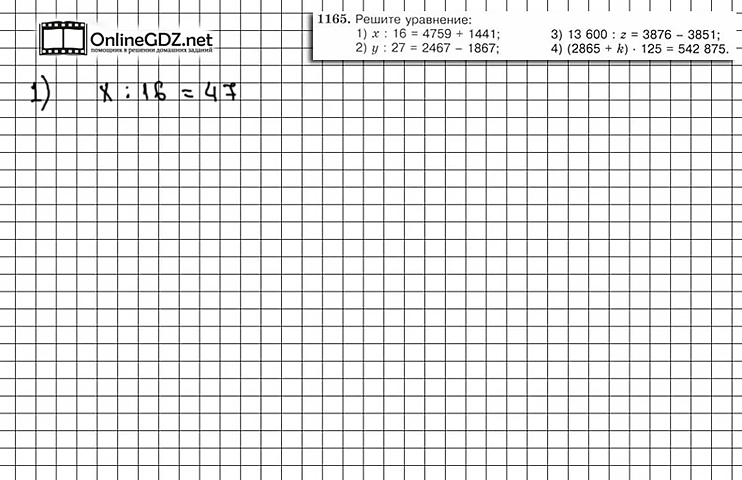 OnlineGDZ.net
помощник в решении домашних заданий
1165. Решите уравнение:
1) x : 16 = 4759 + 1441;
2) y : 27 = 2467 − 1867;
3) 13 600 : z = 3876 − 3851;
4) (2865 + k) · 125 = 542 875.
1) x : 16 = 47